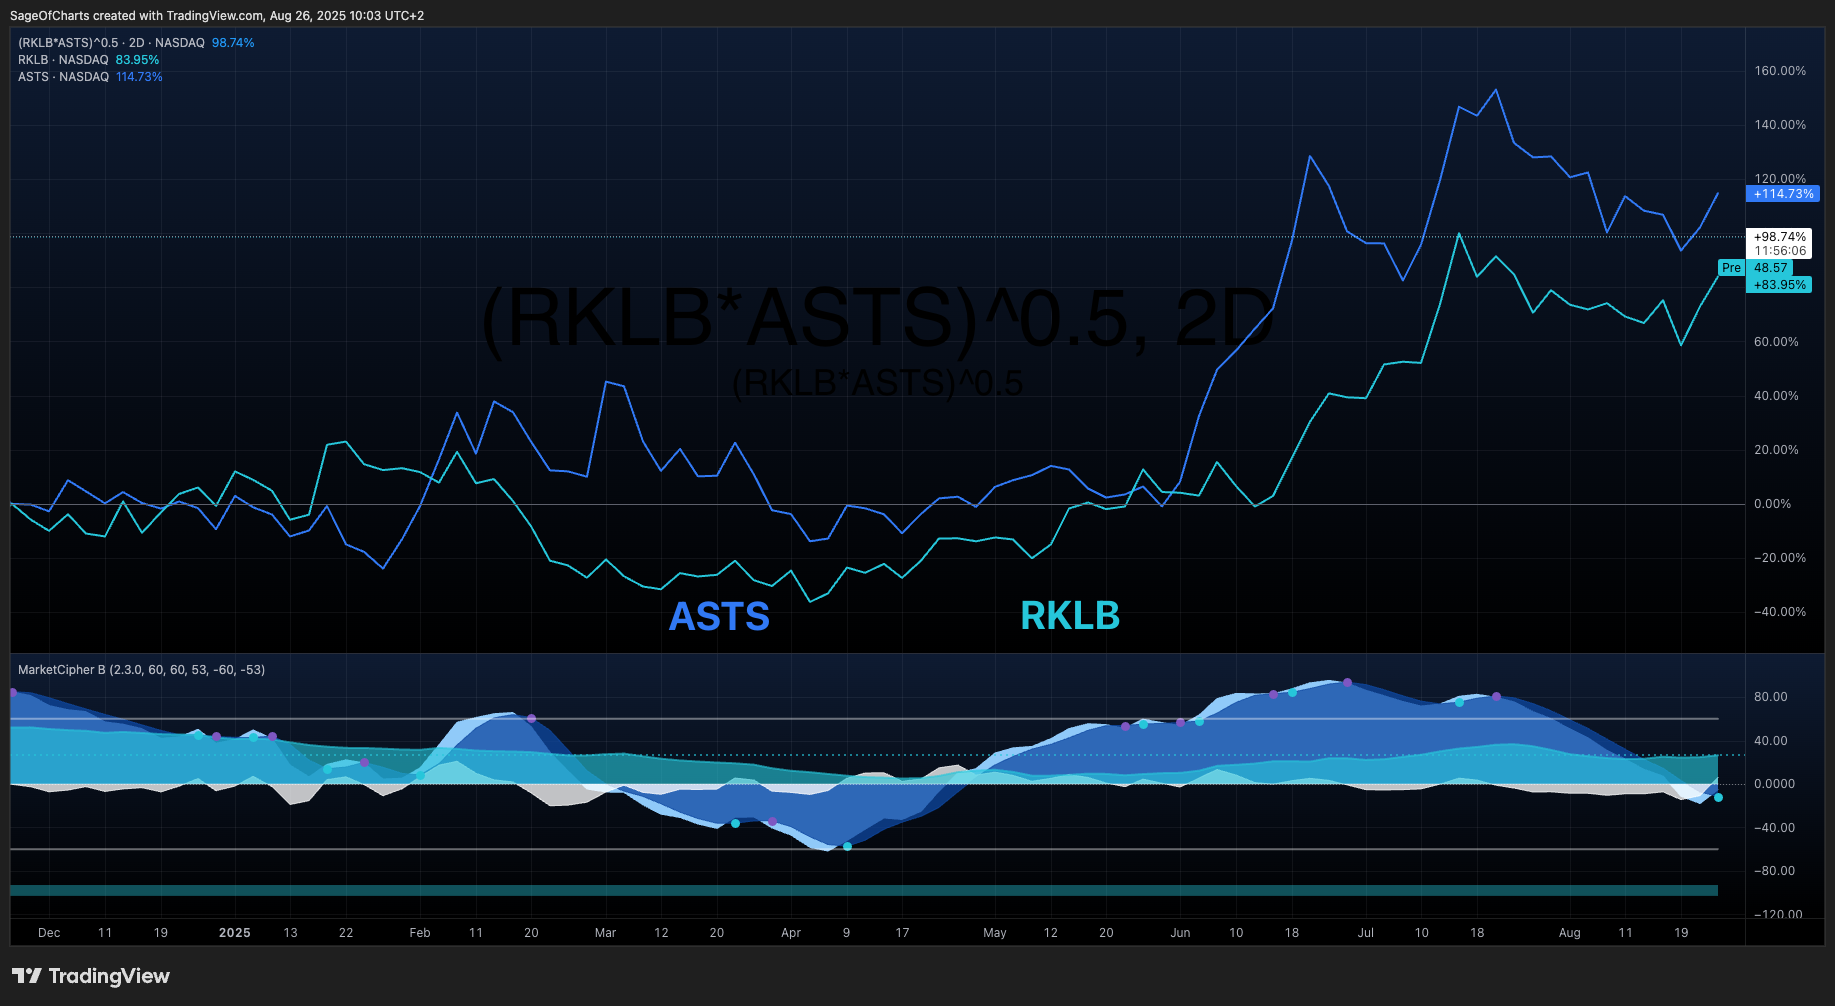 SageOfCharts created with TradingView.com, Aug 26, 2025 10:03 UTC+2
(RKLB*ASTS)^0.5 · 2D · NASDAQ 98.74%
RKLB · NASDAQ 83.95%
ASTS · NASDAQ 114.73%
160.00%
140.00%
120.00%
+114.73%
+98.74%
11:56:06
Pre 48.57
+83.95%
60.00%
40.00%
20.00%
0.00%
−20.00%
−40.00%
(RKLB*ASTS)^0.5, 2D
(RKLB*ASTS)^0.5
ASTS RKLB
MarketCipher B (2.3.0, 60, 60, 53, -60, -53)
80.00
40.00
0.0000
−40.00
−80.00
−120.00
Dec 11 19 2025 13 22 Feb 11 20 Mar 12 20 Apr 9 17 May 12 20 Jun 10 18 Jul 10 18 Aug 11 19
TradingView